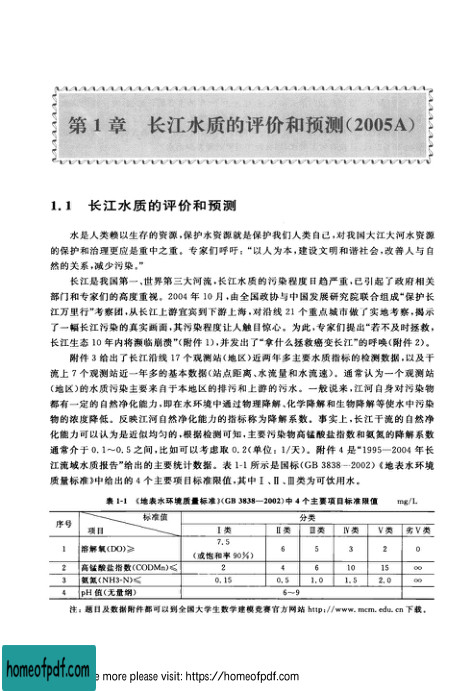 第1章 长江水质的评价和预测(2005A)
1.1 长江水质的评价和预测
水是人类赖以生存的资源,保护水资源就是保护我们人类自己,对我国大江大河水资源
的保护和治理更应是重中之重。专家们呼吁:“以人为本,建设文明和谐社会,改善人与自
然的关系,减少污染。”
长江是我国第一、世界第三大河流,长江水质的污染程度日趋严重,已引起了政府相关
部门和专家们的高度重视。2004年10月,由全国政协与中国发展研究院联合组成“保护长
江万里行”考察团,从长江上游宜宾到下游上海,对沿线21个重点城市做了实地考察,揭示
了一幅长江污染的真实画面,其污染程度让人触目惊心。为此,专家们提出“若不及时拯救,
长江生态10年内将濒临崩溃”(附件1),并发出了“拿什么拯救癌变长江”的呼唤(附件2)。
附件3给出了长江沿线17个观测站(地区)近两年多主要水质指标的检测数据,以及干
流上7个观测站近一年多的基本数据(站点距离、水流量和水流速)。通常认为一个观测站
(地区)的水质污染主要来自于本地区的排污和上游的污水。一般说来,江河自身对污染物
都有一定的自然净化能力,即在水环境中通过物理降解、化学降解和生物降解等使水中污染
物的浓度降低。反映江河自然净化能力的指标称为降解系数。事实上,长江干流的自然净
化能力可以认为是近似均匀的,根据检测可知,主要污染物高锰酸盐指数和氨氮的降解系数
通常介于0.1~0.5之间,比如可以考虑取0.2(单位:1/天)。附件4是“1995—2004年长
江流域水质报告”给出的主要统计数据。表1-1所示是国标(GB 3838—2002)《地表水环境
质量标准》中给出的4个主要项目标准限值,其中Ⅰ、Ⅱ、Ⅲ类为可饮用水。
表1-1 《地表水环境质量标准》(GB 3838—2002)中4个主要项目标准限值 mg/L
序号 标准值 项目 分类
Ⅰ类 Ⅱ类 Ⅲ类 Ⅳ类 Ⅴ类 劣Ⅴ类
1 溶解氧(DO)≥ 7.5(或饱和率90%) 6 5 3 2 0
2 高锰酸盐指数(CODMn)≤ 2 4 6 10 15 ∞
3 氨氮(NH3-N)≤ 0.15 0.5 1.0 1.5 2.0 ∞
4 pH值(无量纲) 6~9
注:题目及数据附件都可以到全国大学生数学建模竞赛官方网站http://www.mcm.edu.cn下载。
homeofpdf.com
e more please visit: https://homeofpdf.com